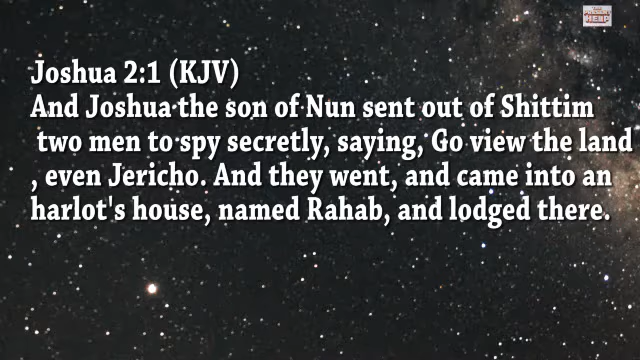 Joshua 2:1 (KJV)
And Joshua the son of Nun sent out of Shittim
two men to spy secretly, saying, Go view the land
, even Jericho. And they went, and came into an
harlot's house, named Rahab, and lodged there.
HELP